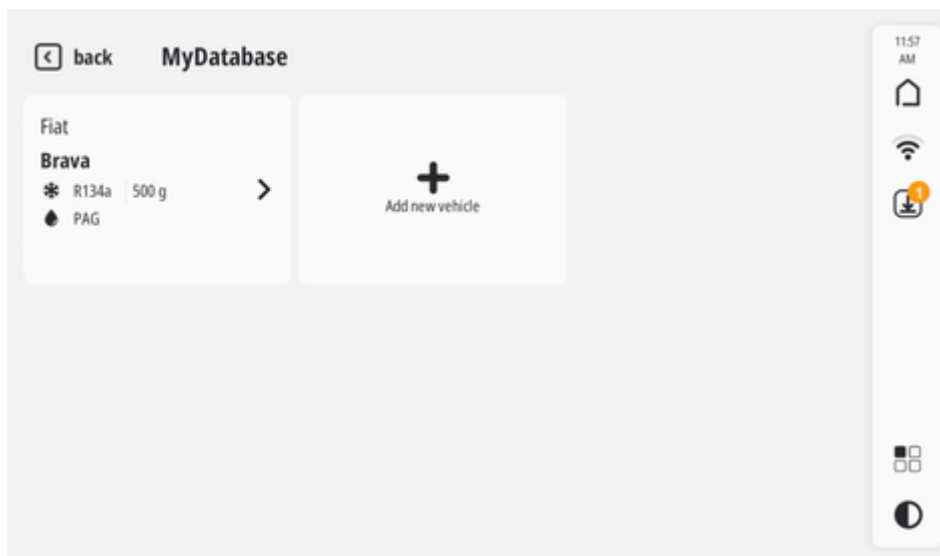 back MyDatabase
11:57
AM
Fiat
Brava
R134a 500 g
PAG
Add new vehicle
1